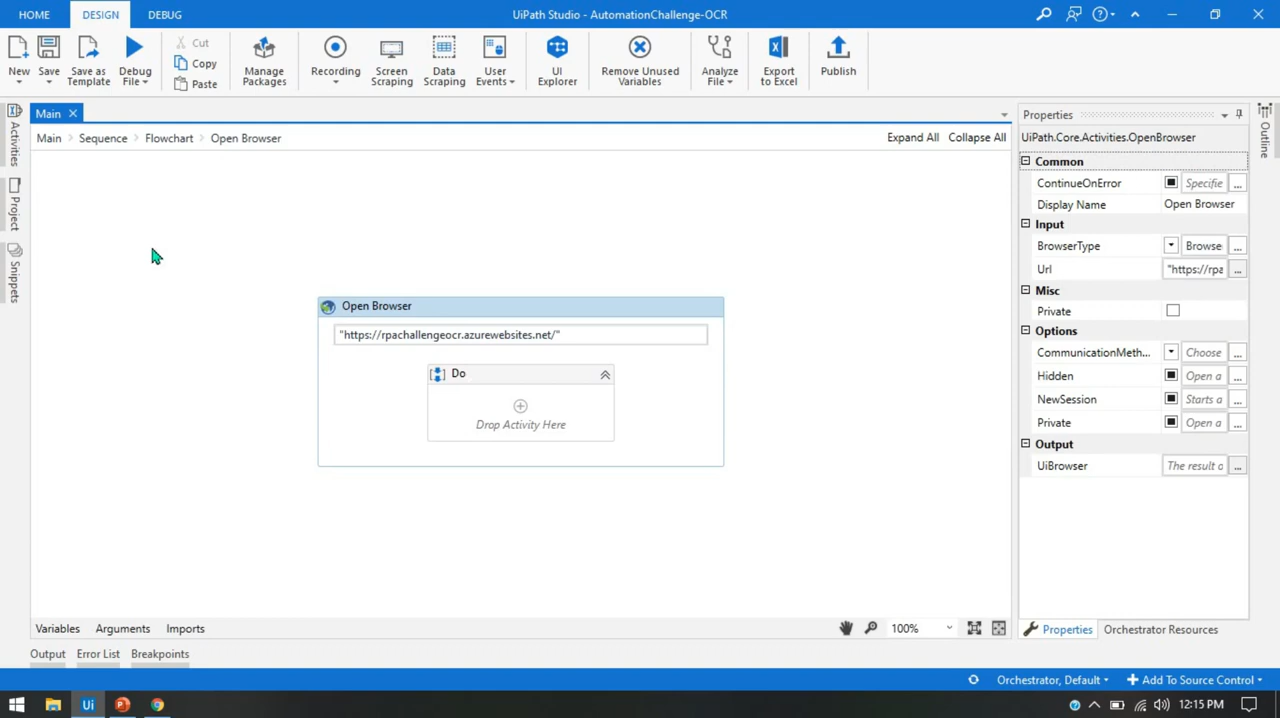 HOME DESIGN DEBUG
UiPath Studio - AutomationChallenge-OCR
New Save Save as Template Debug File Cut Copy Paste Manage Packages Recording Screen Scraping Data Scraping User Events UI Explorer Remove Unused Variables Analyze File Export to Excel Publish
Main
Main > Sequence > Flowchart > Open Browser
Expand All Collapse All
Activities
Project
Snippets
Open Browser
"https://rpachallengeocr.azurewebsites.net/"
Do
Drop Activity Here
Properties
UiPath.Core.Activities.OpenBrowser
Common
ContinueOnError Specifie ...
Display Name Open Browser
Input
BrowserType Browse ...
Url "https://rpa ...
Misc
Private
Options
CommunicationMeth... Choose ...
Hidden Open a ...
NewSession Starts a ...
Private Open a ...
Output
UiBrowser The result o ...
Outline
Variables Arguments Imports
100%
Properties Orchestrator Resources
Output Error List Breakpoints
Orchestrator, Default
Add To Source Control
Ui
12:15 PM